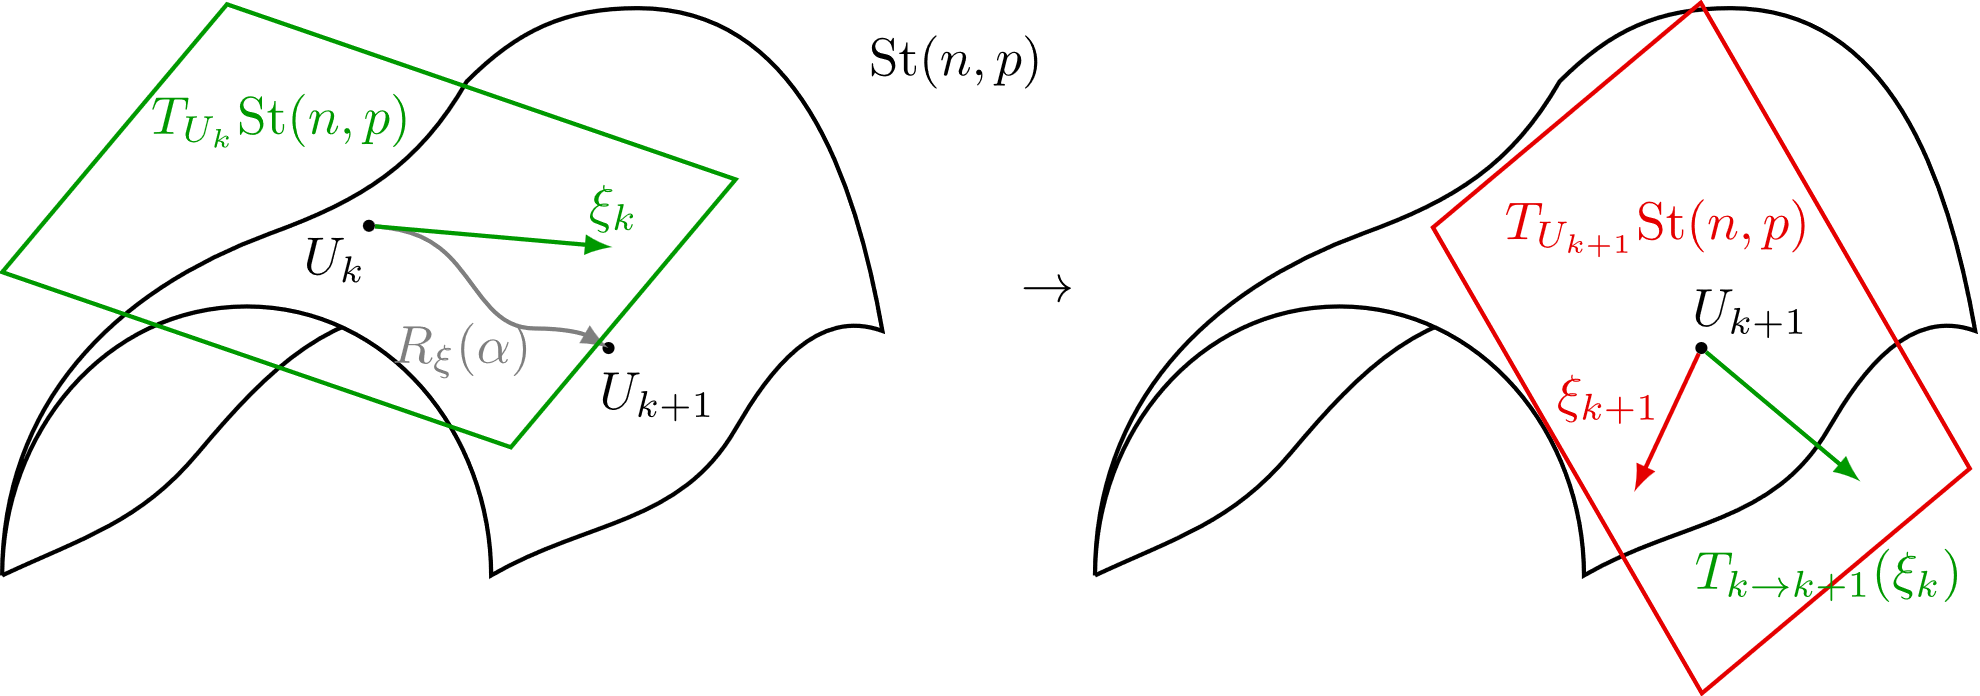 St(n, p)
T_{U_k}St(n, p)
ξ_k
U_k
R_ξ(α)
U_{k+1}
→
T_{U_{k+1}}St(n, p)
U_{k+1}
ξ_{k+1}
T_{k→k+1}(ξ_k)